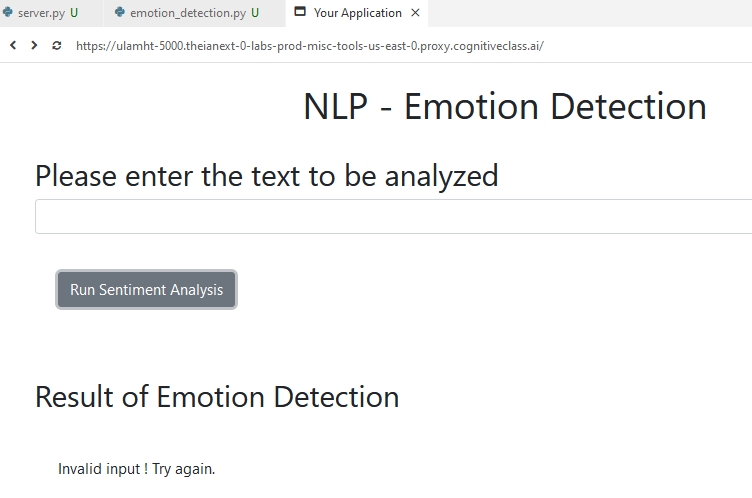 server.py U emotion_detection.py U Your Application
https://ulamht-5000.theianext-0-labs-prod-misc-tools-us-east-0.proxy.cognitiveclass.ai/
NLP - Emotion Detection
Please enter the text to be analyzed
Run Sentiment Analysis
Result of Emotion Detection
Invalid input ! Try again.